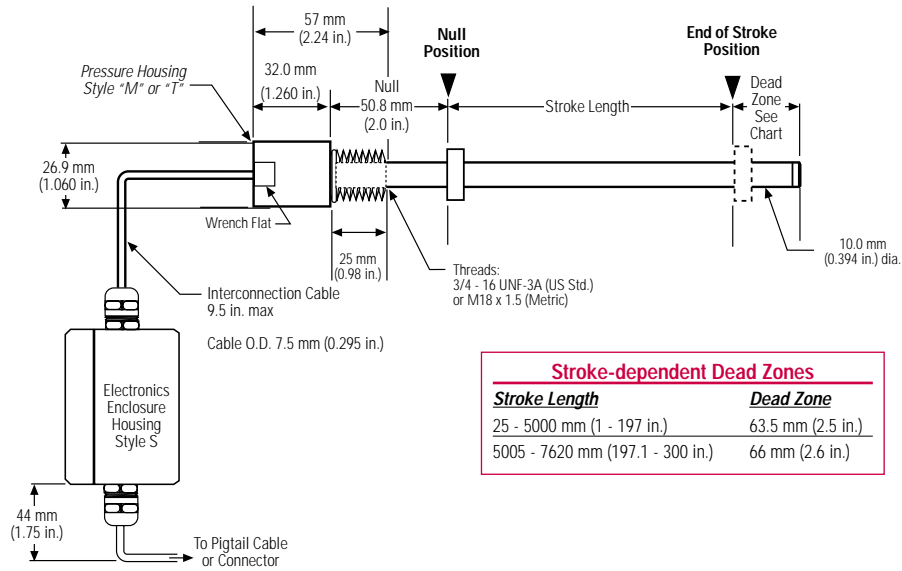 57 mm
(2.24 in.)
Null
Position
End of Stroke
Position
Pressure Housing
Style "M" or "T"
32.0 mm
(1.260 in.)
Null
50.8 mm
(2.0 in.)
Stroke Length
Dead
Zone
See
Chart
26.9 mm
(1.060 in.)
Wrench Flat
25 mm
(0.98 in.)
Threads:
3/4 - 16 UNF-3A (US Std.)
or M18 x 1.5 (Metric)
10.0 mm
(0.394 in.) dia.
Interconnection Cable
9.5 in. max
Cable O.D. 7.5 mm (0.295 in.)
Electronics
Enclosure
Housing
Style S
44 mm
(1.75 in.)
To Pigtail Cable
or Connector
Stroke-dependent Dead Zones
Stroke Length Dead Zone
25 - 5000 mm (1 - 197 in.) 63.5 mm (2.5 in.)
5005 - 7620 mm (197.1 - 300 in.) 66 mm (2.6 in.)